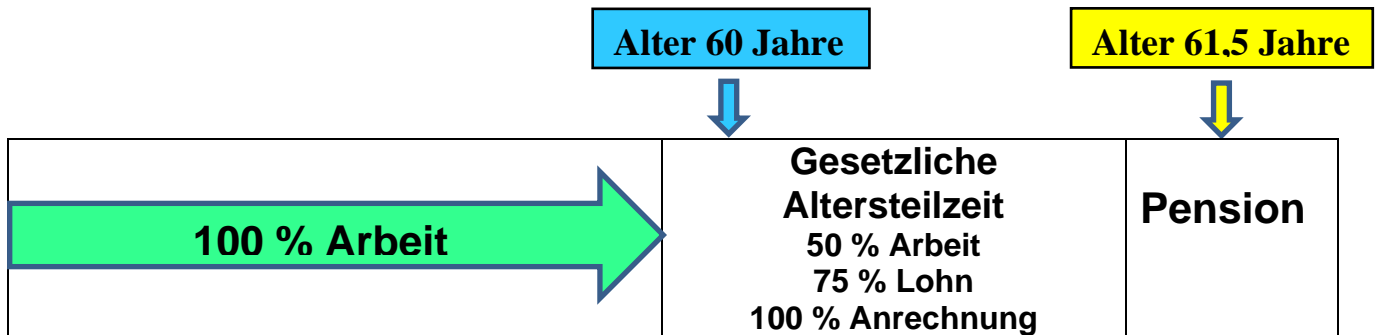 Alter 60 Jahre
Alter 61,5 Jahre
100 % Arbeit
Gesetzliche
Altersteilzeit
50 % Arbeit
75 % Lohn
100 % Anrechnung
Pension